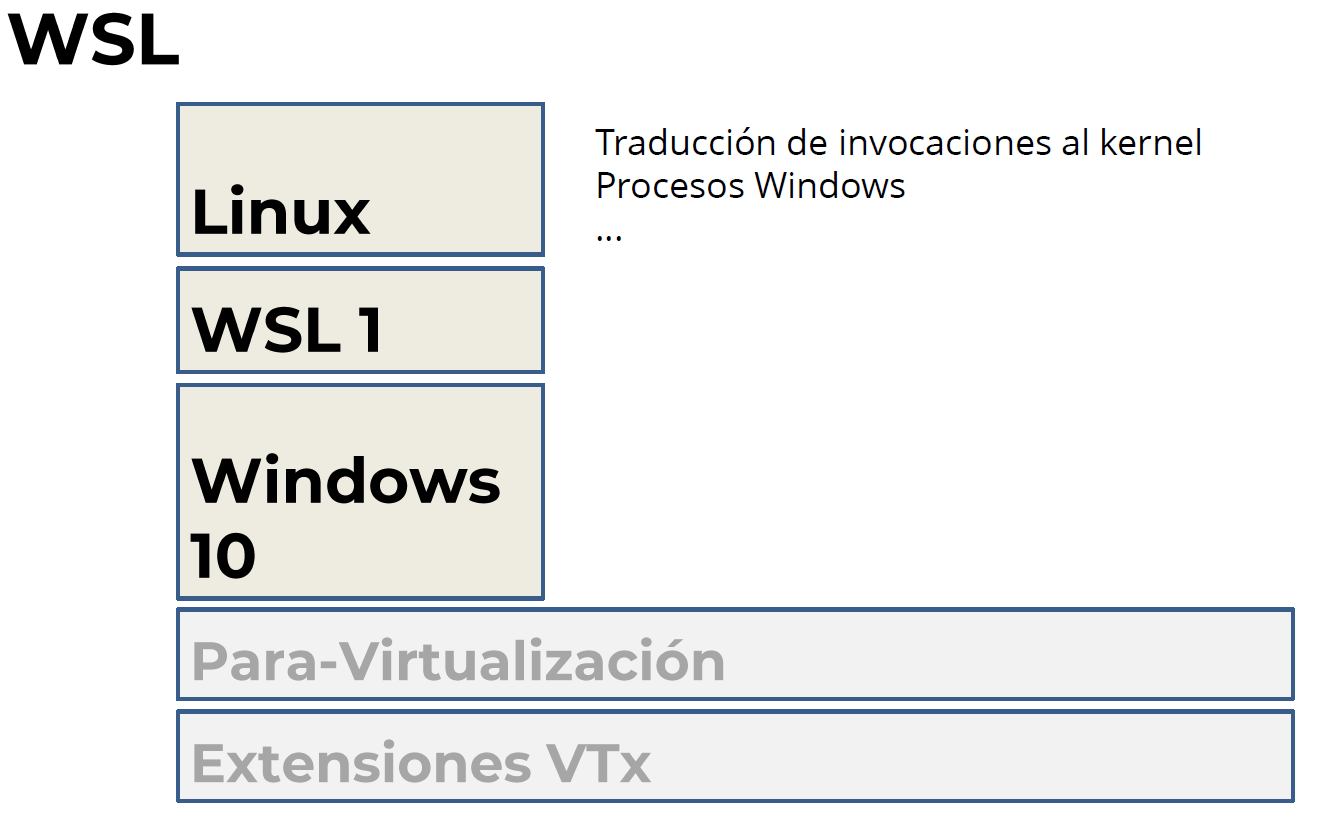 WSL
Linux
Traducción de invocaciones al kernel
Procesos Windows
...
WSL 1
Windows
10
Para-Virtualización
Extensiones VTx